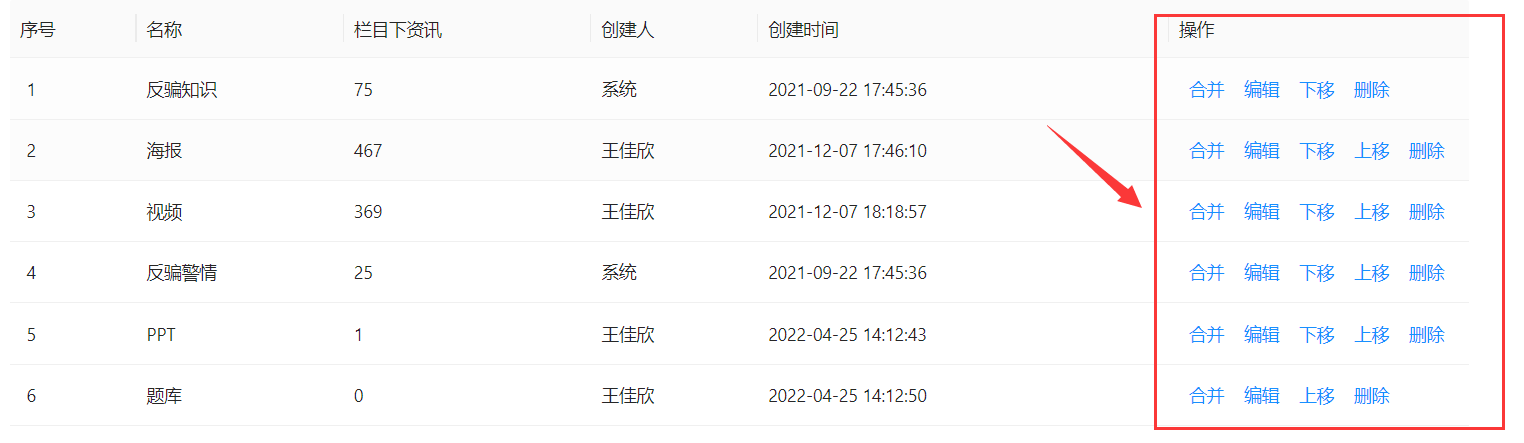 序号 名称 栏目下资讯 创建人 创建时间 操作
1 反骗知识 75 系统 2021-09-22 17:45:36 合并 编辑 下移 删除
2 海报 467 王佳欣 2021-12-07 17:46:10 合并 编辑 下移 上移 删除
3 视频 369 王佳欣 2021-12-07 18:18:57 合并 编辑 下移 上移 删除
4 反骗警情 25 系统 2021-09-22 17:45:36 合并 编辑 下移 上移 删除
5 PPT 1 王佳欣 2022-04-25 14:12:43 合并 编辑 下移 上移 删除
6 题库 0 王佳欣 2022-04-25 14:12:50 合并 编辑 上移 删除